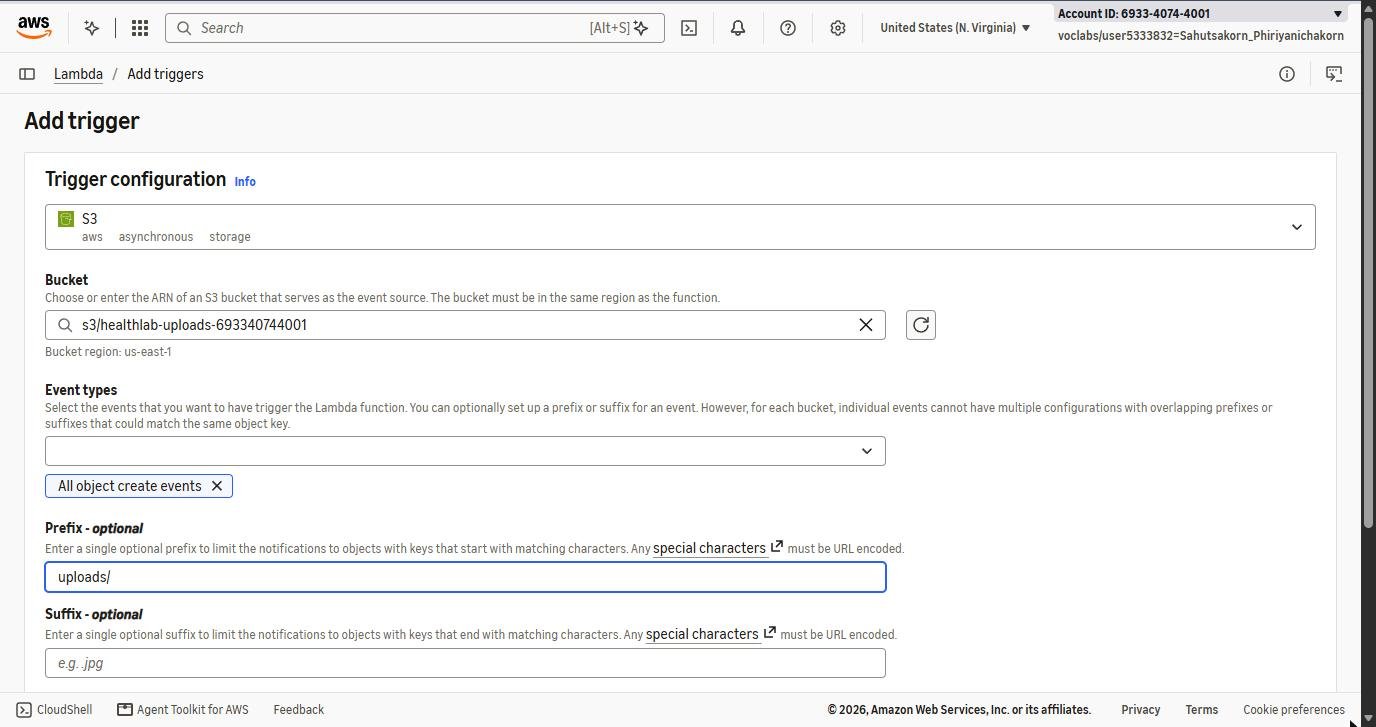 aws
Search
[Alt+S]
United States (N. Virginia)
Account ID: 6933-4074-4001
voclabs/user5333832=Sahutsakorn_Phiriyanichakorn
Lambda / Add triggers
Add trigger
Trigger configuration Info
S3
aws asynchronous storage
Bucket
Choose or enter the ARN of an S3 bucket that serves as the event source. The bucket must be in the same region as the function.
s3/healthlab-uploads-693340744001
Bucket region: us-east-1
Event types
Select the events that you want to have trigger the Lambda function. You can optionally set up a prefix or suffix for an event. However, for each bucket, individual events cannot have multiple configurations with overlapping prefixes or
suffixes that could match the same object key.
All object create events
Prefix - optional
Enter a single optional prefix to limit the notifications to objects with keys that start with matching characters. Any special characters must be URL encoded.
uploads/
Suffix - optional
Enter a single optional suffix to limit the notifications to objects with keys that end with matching characters. Any special characters must be URL encoded.
e.g. .jpg
CloudShell Agent Toolkit for AWS Feedback © 2026, Amazon Web Services, Inc. or its affiliates. Privacy Terms Cookie preferences